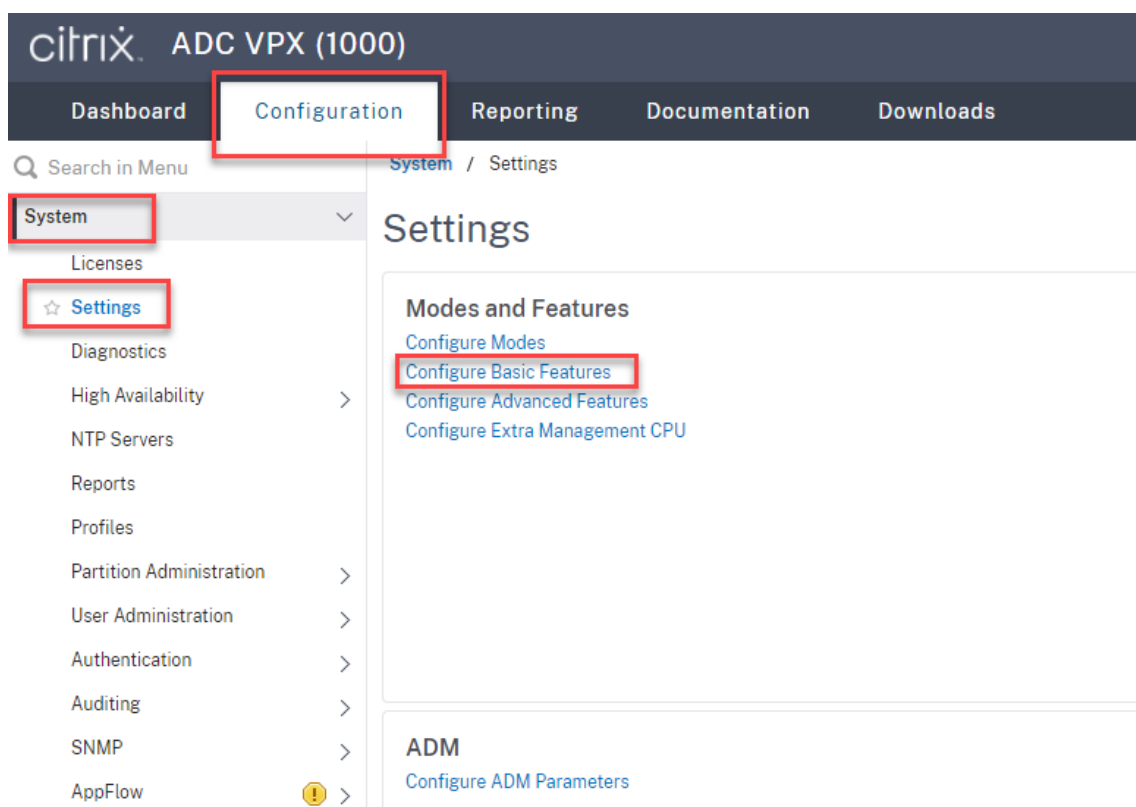 citrix. ADC VPX (1000)
Dashboard Configuration Reporting Documentation Downloads
Search in Menu
System
Licenses
Settings
Diagnostics
High Availability
NTP Servers
Reports
Profiles
Partition Administration
User Administration
Authentication
Auditing
SNMP
AppFlow
System / Settings
Settings
Modes and Features
Configure Modes
Configure Basic Features
Configure Advanced Features
Configure Extra Management CPU
ADM
Configure ADM Parameters